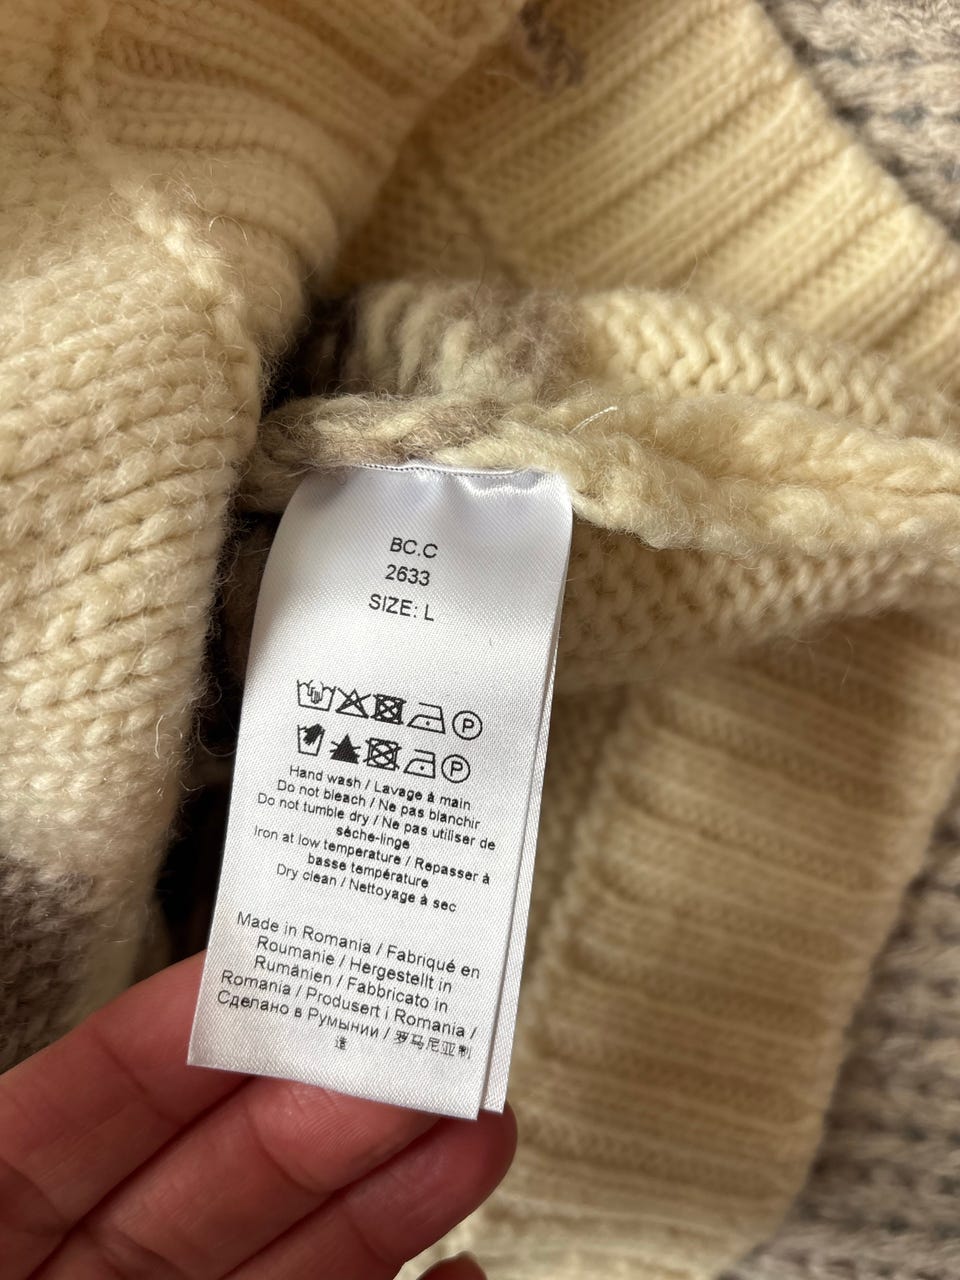 BC.C
2633
SIZE: L
P
P
Hand wash / Lavage à main
Do not bleach / Ne pas blanchir
Do not tumble dry / Ne pas utiliser de
sèche-linge
Iron at low temperature / Repasser à
basse température
Dry clean / Nettoyage à sec
Made in Romania / Fabriqué en
Roumanie / Hergestellt in
Rumänien / Fabbricato in
Romania / Produsert i Romania /
Сделано в Румынии / 罗马尼亚制
造